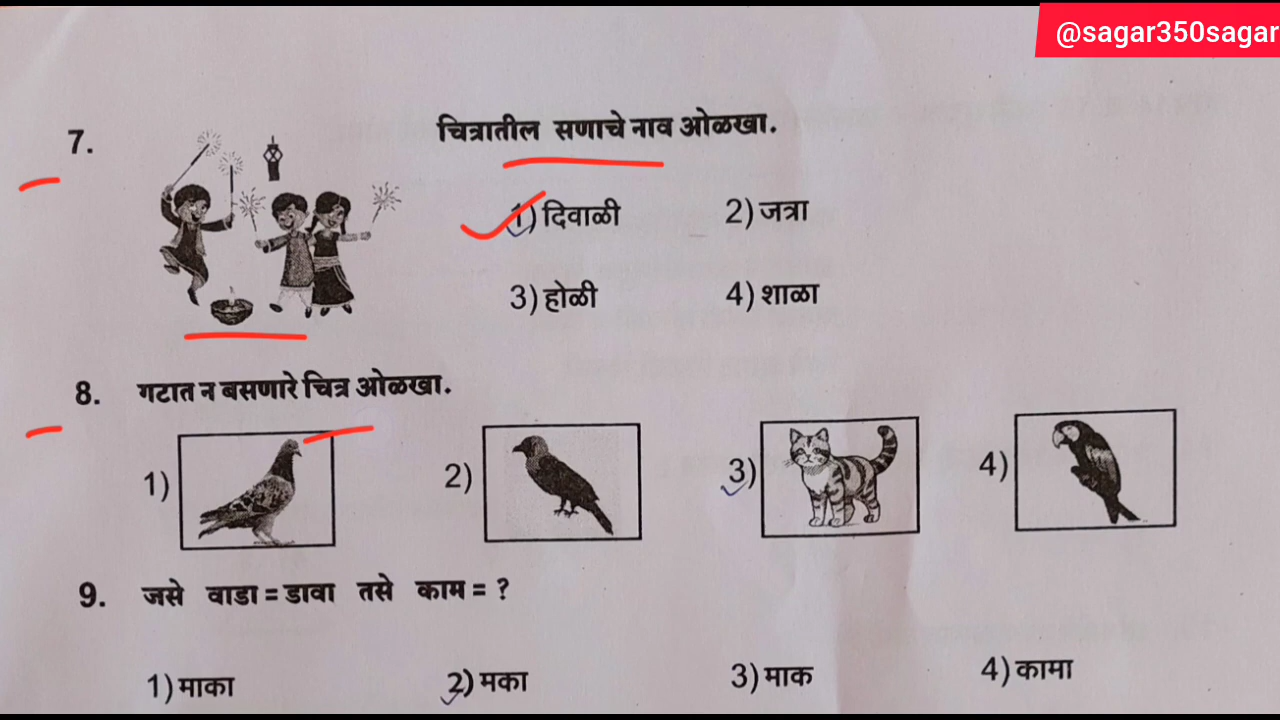 @sagar350sagar
7. चित्रातील सणाचे नाव ओळखा.
1) दिवाळी 2) जत्रा
3) होळी 4) शाळा
8. गटात न बसणारे चित्र ओळखा.
1) 2) 3) 4)
9. जसे वाडा = डावा तसे काम = ?
1) माका 2) मका 3) माक 4) कामा